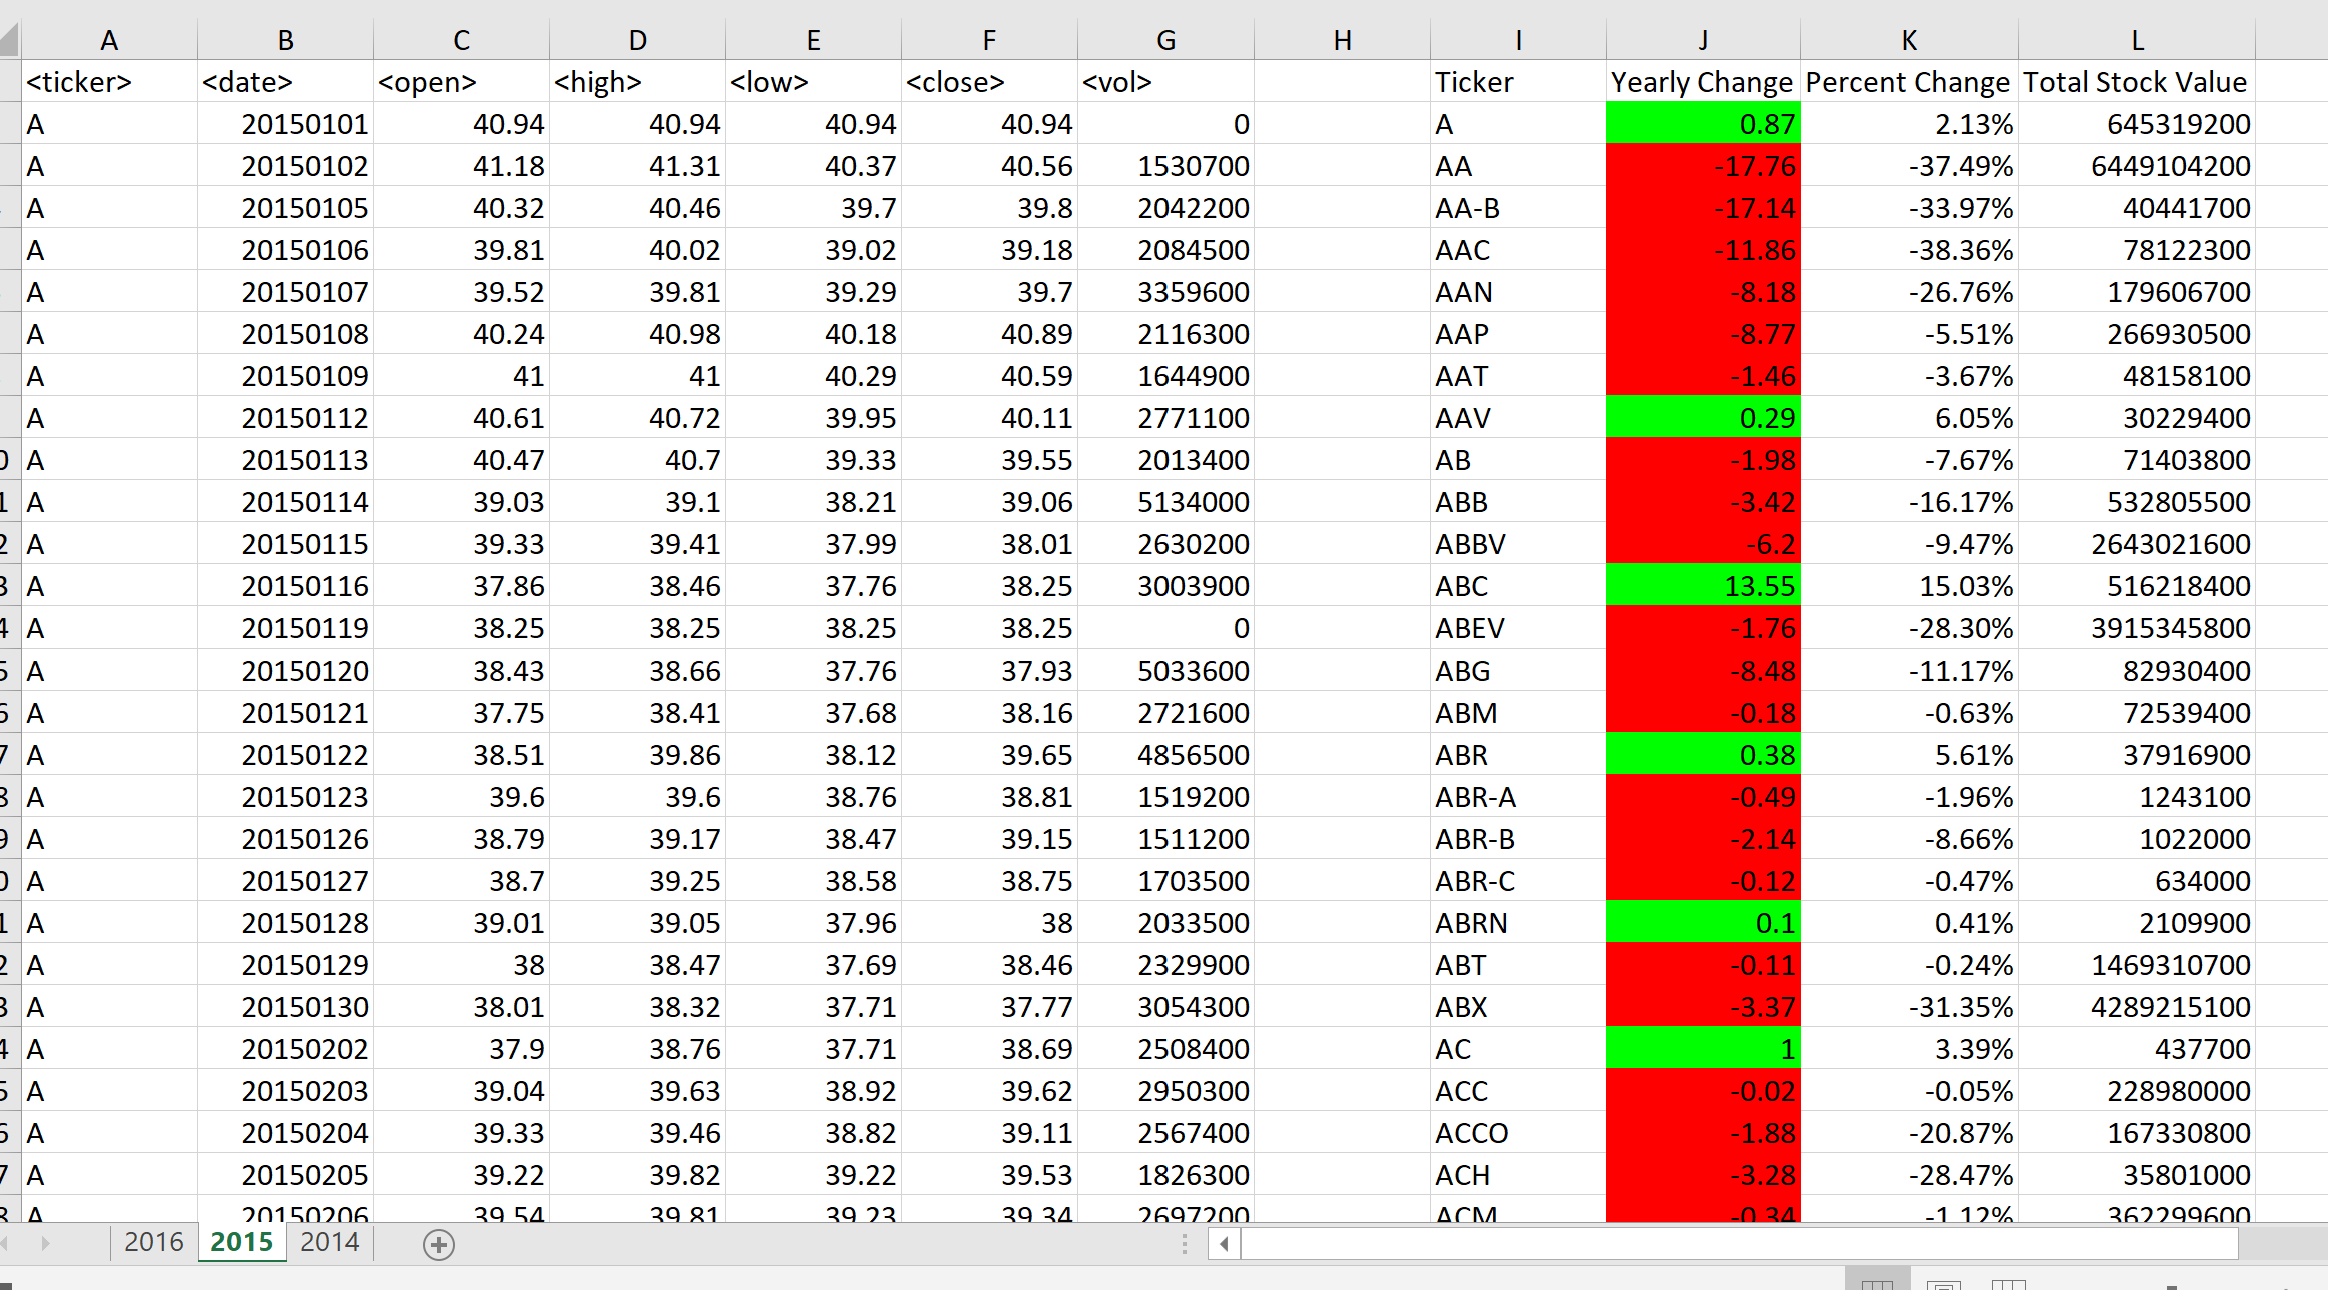 A B C D E F G H I J K L
<ticker> <date> <open> <high> <low> <close> <vol> Ticker Yearly Change Percent Change Total Stock Value
A 20150101 40.94 40.94 40.94 40.94 0 A 0.87 2.13% 645319200
A 20150102 41.18 41.31 40.37 40.56 1530700 AA -17.76 -37.49% 6449104200
A 20150105 40.32 40.46 39.7 39.8 2042200 AA-B -17.14 -33.97% 40441700
A 20150106 39.81 40.02 39.02 39.18 2084500 AAC -11.86 -38.36% 78122300
A 20150107 39.52 39.81 39.29 39.7 3359600 AAN -8.18 -26.76% 179606700
A 20150108 40.24 40.98 40.18 40.89 2116300 AAP -8.77 -5.51% 266930500
A 20150109 41 41 40.29 40.59 1644900 AAT -1.46 -3.67% 48158100
A 20150112 40.61 40.72 39.95 40.11 2771100 AAV 0.29 6.05% 30229400
0 A 20150113 40.47 40.7 39.33 39.55 2013400 AB -1.98 -7.67% 71403800
1 A 20150114 39.03 39.1 38.21 39.06 5134000 ABB -3.42 -16.17% 532805500
2 A 20150115 39.33 39.41 37.99 38.01 2630200 ABBV -6.2 -9.47% 2643021600
3 A 20150116 37.86 38.46 37.76 38.25 3003900 ABC 13.55 15.03% 516218400
4 A 20150119 38.25 38.25 38.25 38.25 0 ABEV -1.76 -28.30% 3915345800
5 A 20150120 38.43 38.66 37.76 37.93 5033600 ABG -8.48 -11.17% 82930400
6 A 20150121 37.75 38.41 37.68 38.16 2721600 ABM -0.18 -0.63% 72539400
7 A 20150122 38.51 39.86 38.12 39.65 4856500 ABR 0.38 5.61% 37916900
8 A 20150123 39.6 39.6 38.76 38.81 1519200 ABR-A -0.49 -1.96% 1243100
9 A 20150126 38.79 39.17 38.47 39.15 1511200 ABR-B -2.14 -8.66% 1022000
0 A 20150127 38.7 39.25 38.58 38.75 1703500 ABR-C -0.12 -0.47% 634000
1 A 20150128 39.01 39.05 37.96 38 2033500 ABRN 0.1 0.41% 2109900
2 A 20150129 38 38.47 37.69 38.46 2329900 ABT -0.11 -0.24% 1469310700
3 A 20150130 38.01 38.32 37.71 37.77 3054300 ABX -3.37 -31.35% 4289215100
4 A 20150202 37.9 38.76 37.71 38.69 2508400 AC 1 3.39% 437700
5 A 20150203 39.04 39.63 38.92 39.62 2950300 ACC -0.02 -0.05% 228980000
6 A 20150204 39.33 39.46 38.82 39.11 2567400 ACCO -1.88 -20.87% 167330800
7 A 20150205 39.22 39.82 39.22 39.53 1826300 ACH -3.28 -28.47% 35801000
8 A 20150206 39.54 39.81 39.23 39.34 2697200 ACM -0.34 -1.12% 362299600
2016 2015 2014